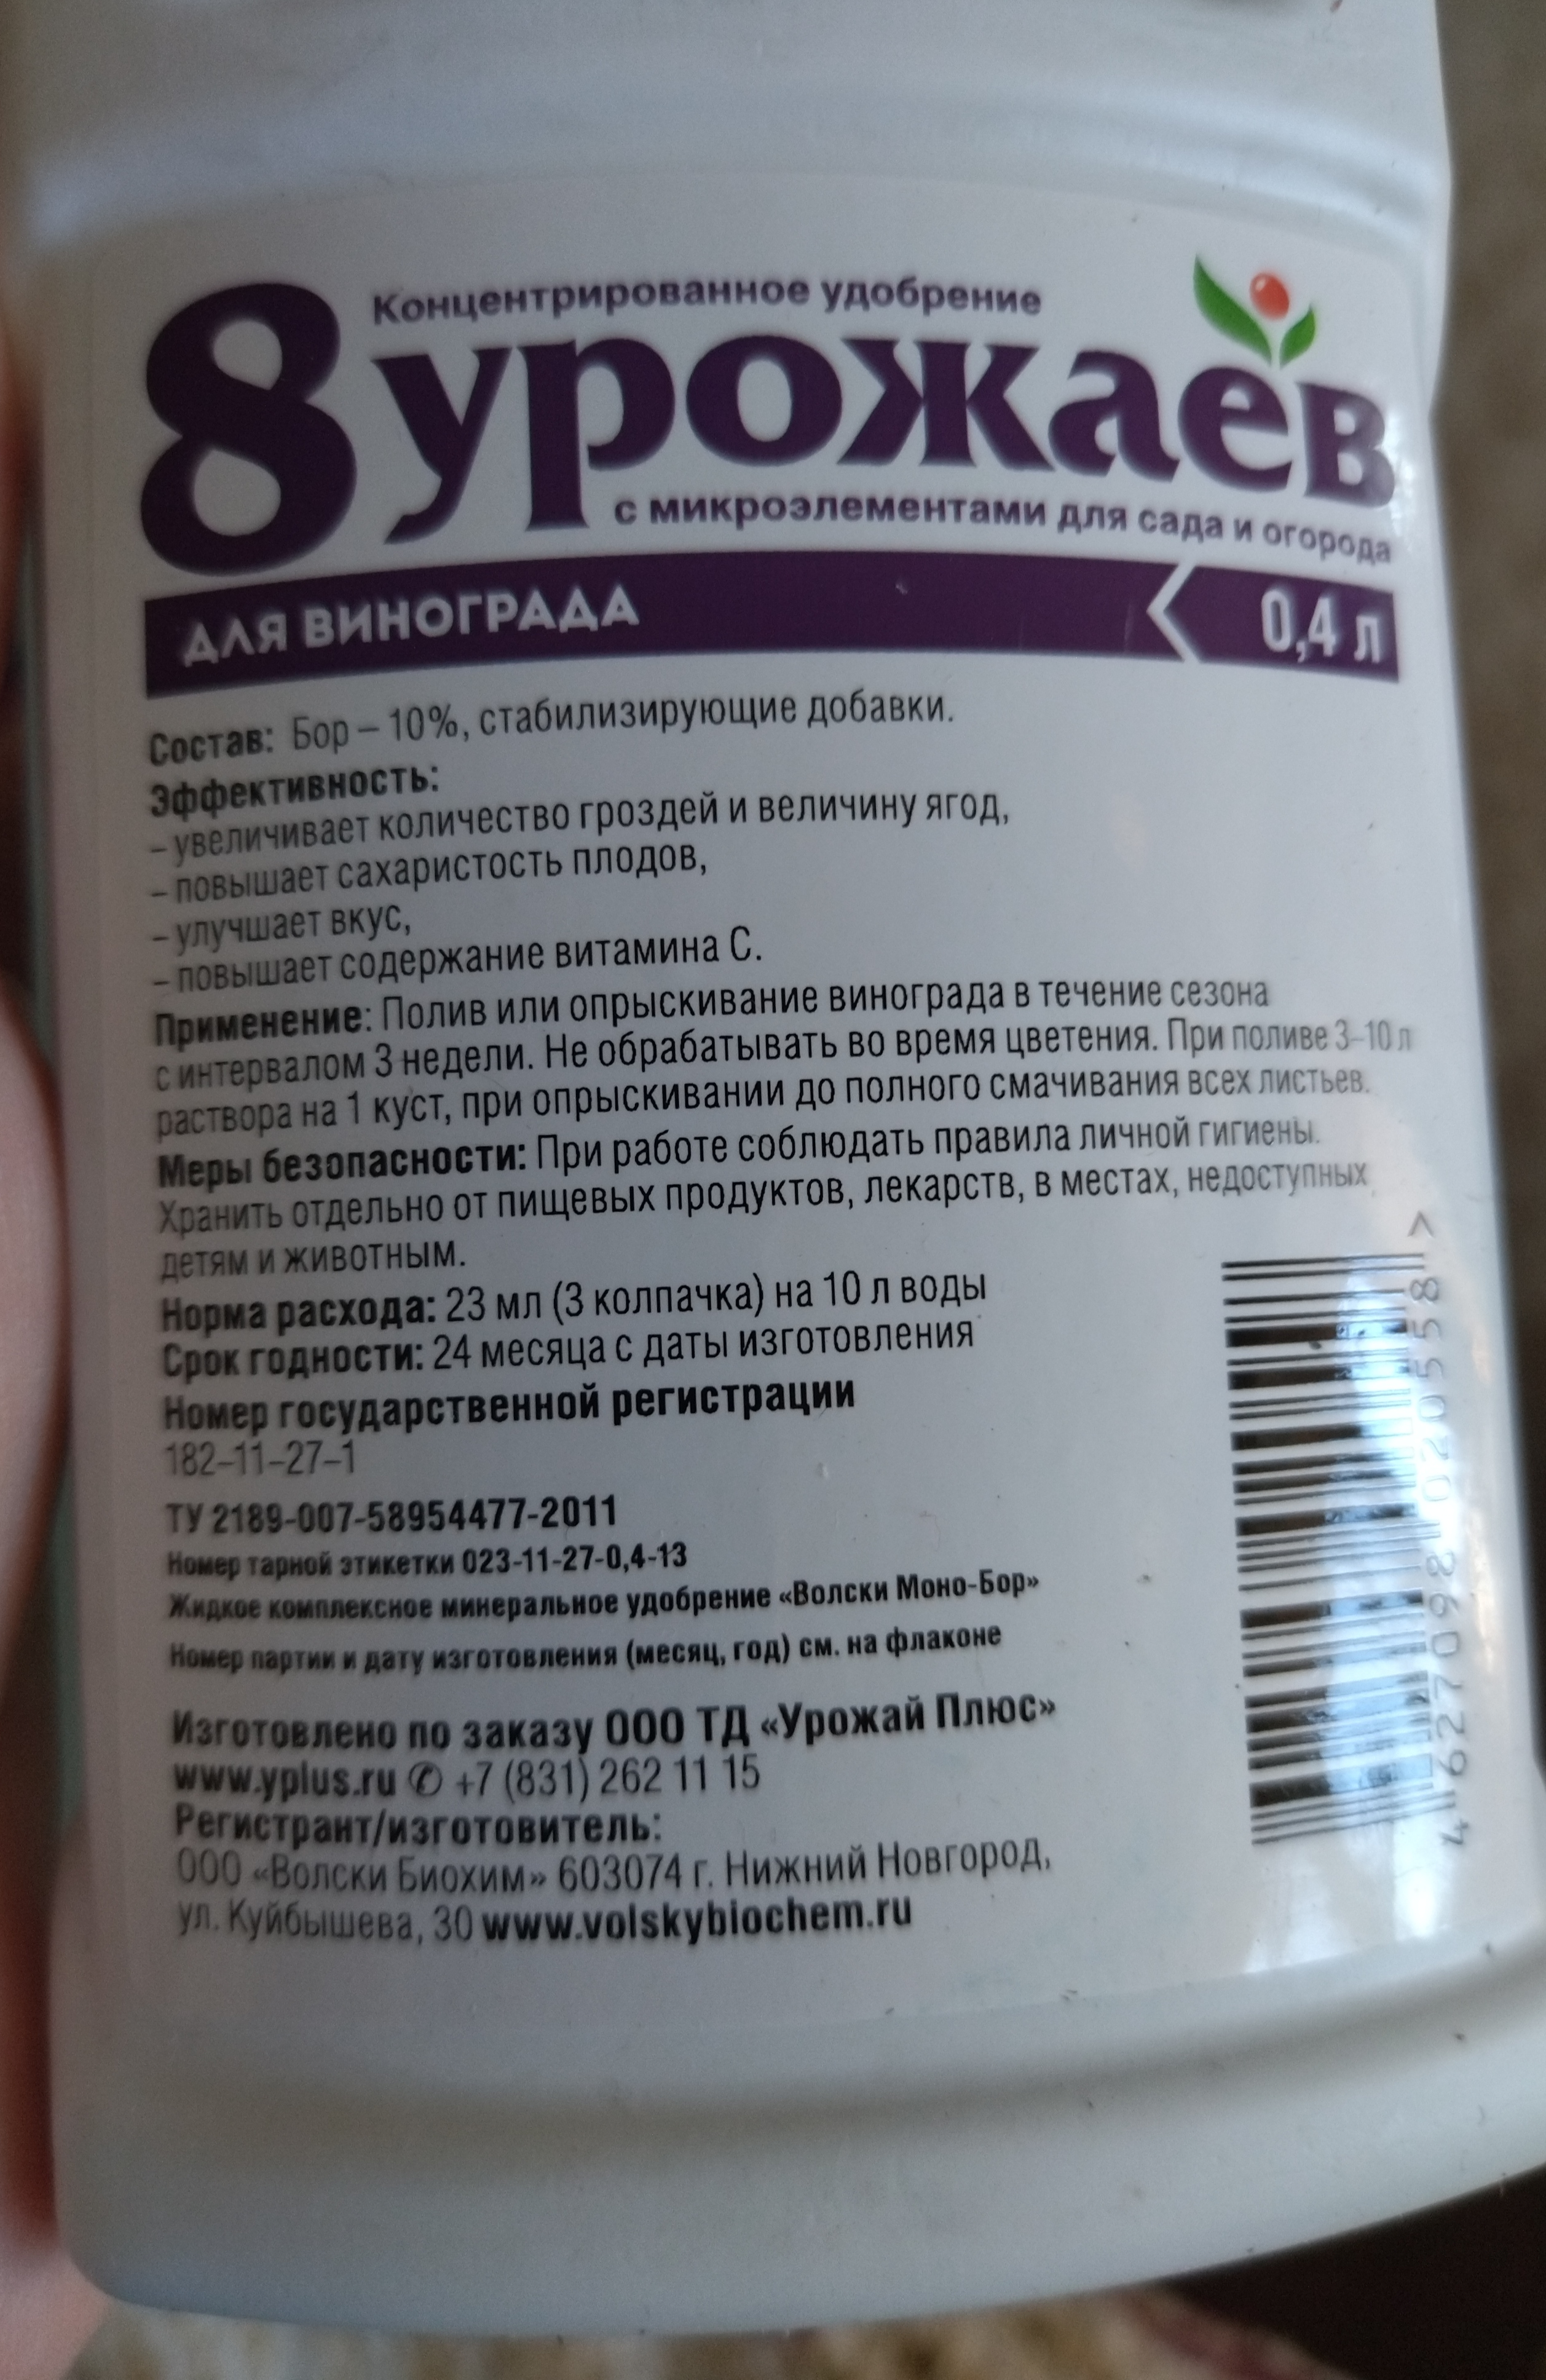 Концентрированное удобрение
8 урожаев
с микроэлементами для сада и огорода
ДЛЯ ВИНОГРАДА
0,4 л
Состав: Бор – 10%, стабилизирующие добавки.
Эффективность:
– увеличивает количество гроздей и величину ягод,
– повышает сахаристость плодов,
– улучшает вкус,
– повышает содержание витамина С.
Применение: Полив или опрыскивание винограда в течение сезона
с интервалом 3 недели. Не обрабатывать во время цветения. При поливе 3–10 л
раствора на 1 куст, при опрыскивании до полного смачивания всех листьев.
Меры безопасности: При работе соблюдать правила личной гигиены.
Хранить отдельно от пищевых продуктов, лекарств, в местах, недоступных
детям и животным.
Норма расхода: 23 мл (3 колпачка) на 10 л воды
Срок годности: 24 месяца с даты изготовления
Номер государственной регистрации
182–11–27–1
ТУ 2189-007-58954477-2011
Номер тарной этикетки 023-11-27-0,4-13
Жидкое комплексное минеральное удобрение «Волски Моно-Бор»
Номер партии и дату изготовления (месяц, год) см. на флаконе
Изготовлено по заказу ООО ТД «Урожай Плюс»
www.yplus.ru ✆ +7 (831) 262 11 15
Регистрант/изготовитель:
ООО «Волски Биохим» 603074 г. Нижний Новгород,
ул. Куйбышева, 30 www.volskybiochem.ru
4 627098 020558 >